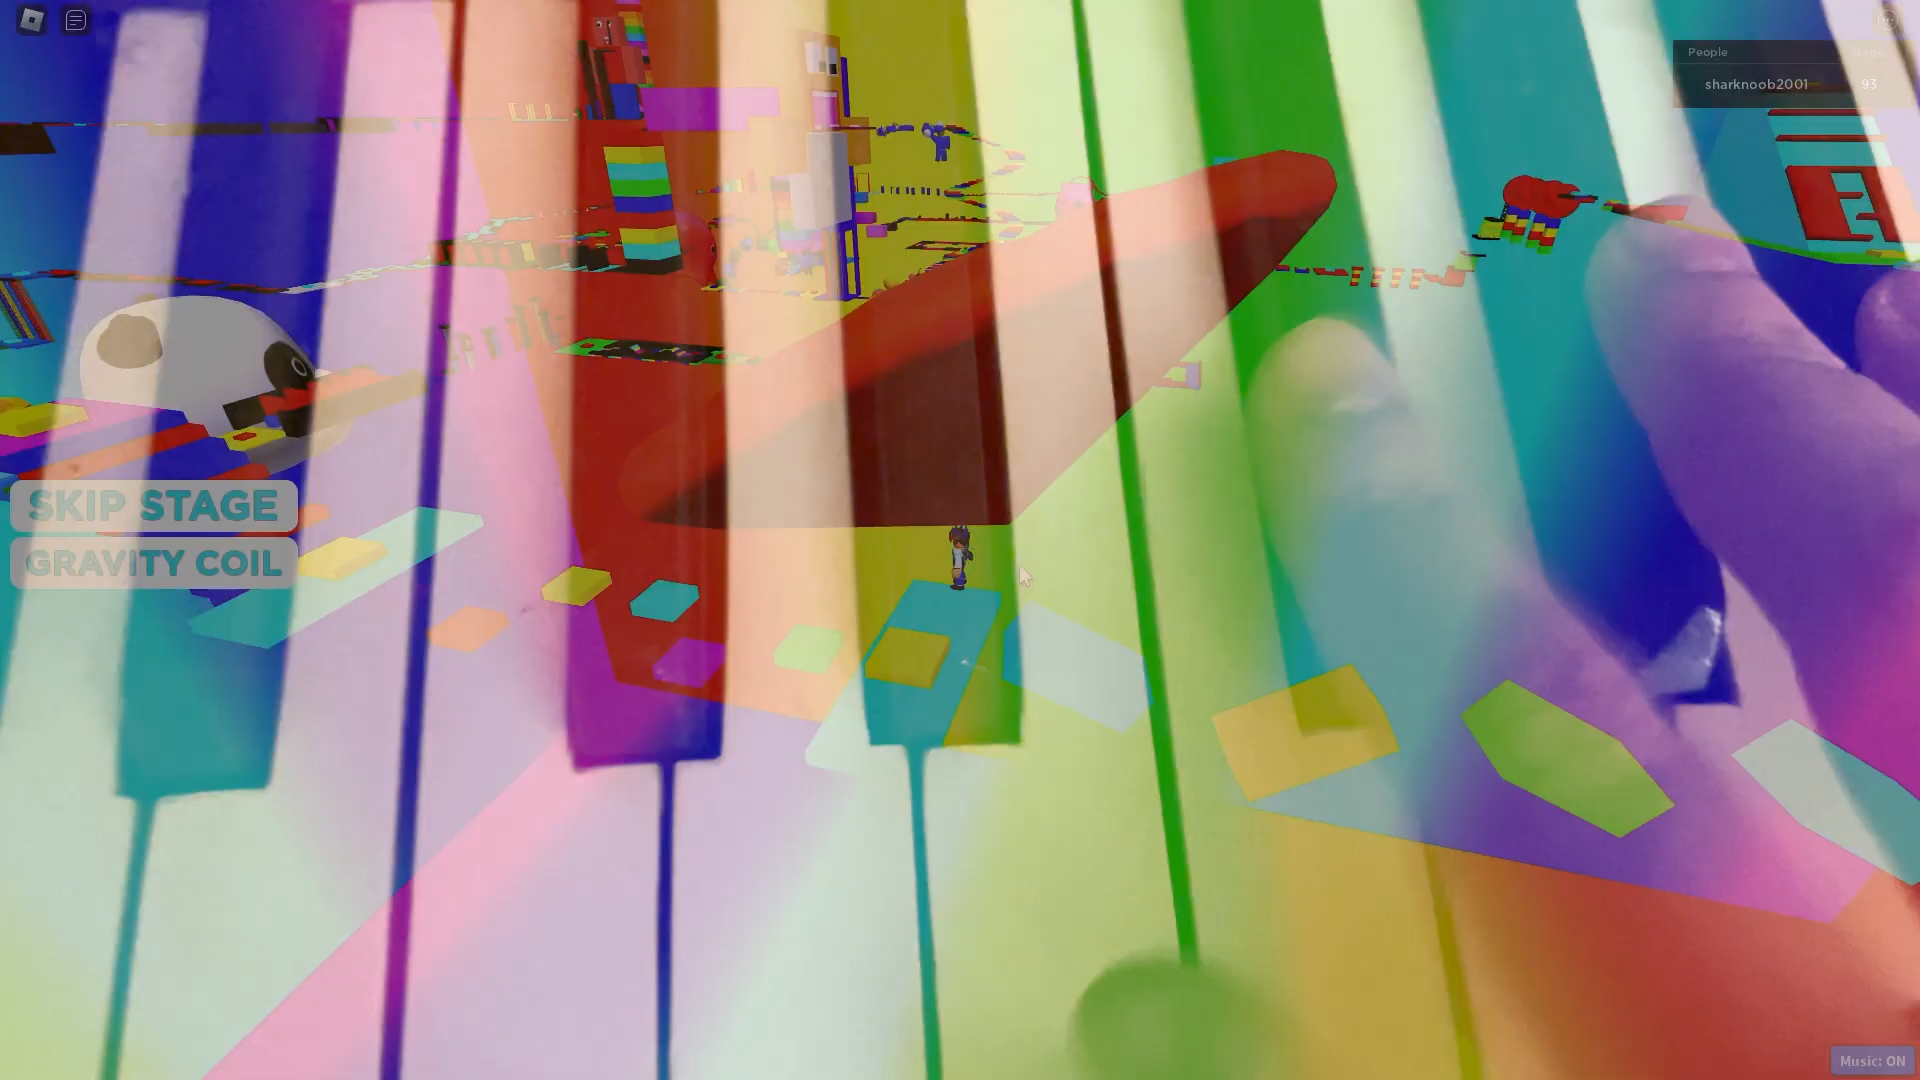 People
sharknoob2001 93
SKIP STAGE
GRAVITY COIL
Music: ON